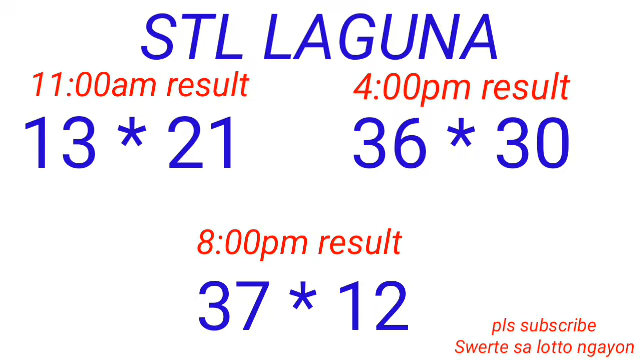 STL LAGUNA
11:00am result
4:00pm result
13 * 21
36 * 30
8:00pm result
37 * 12
pls subscribe
Swerte sa lotto ngayon